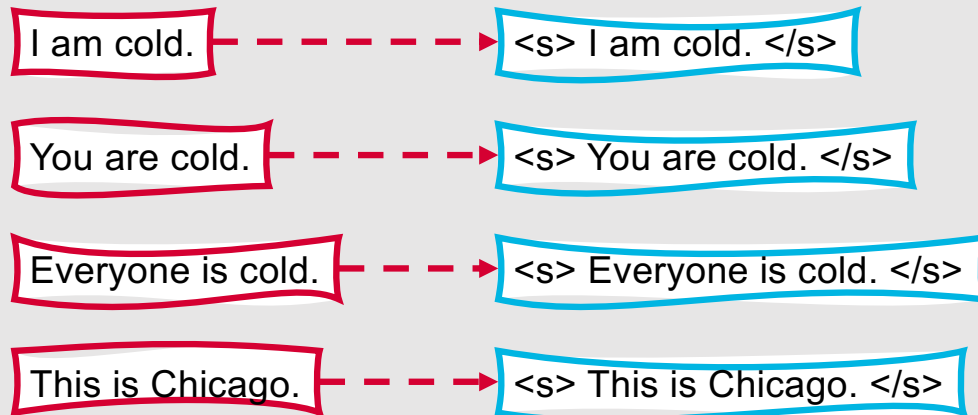 I am cold. <s> I am cold. </s>
You are cold. <s> You are cold. </s>
Everyone is cold. <s> Everyone is cold. </s>
This is Chicago. <s> This is Chicago. </s>